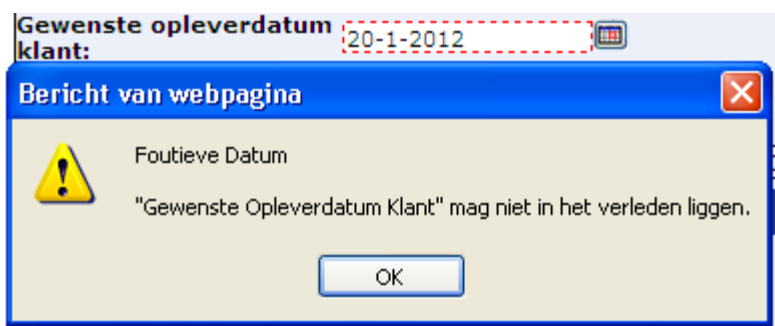 Gewenste opleverdatum
klant:
20-1-2012
Bericht van webpagina
Foutieve Datum
"Gewenste Opleverdatum Klant" mag niet in het verleden liggen.
OK